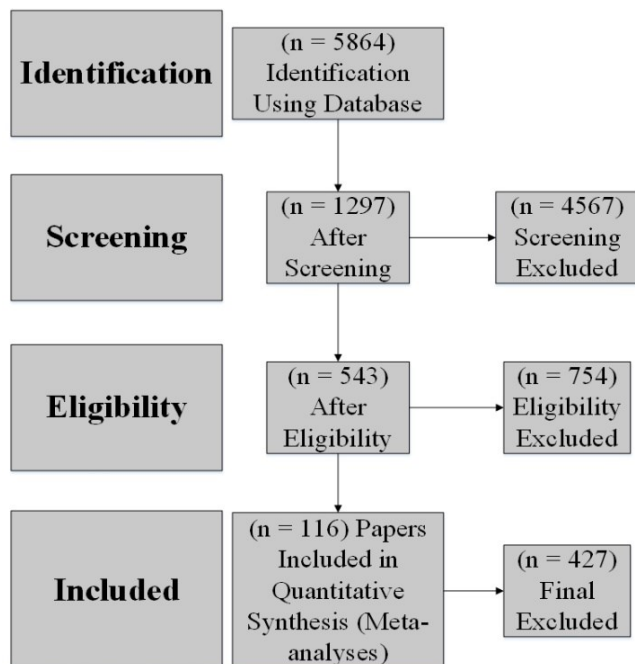 Identification
(n = 5864)
Identification
Using Database
Screening
(n = 1297)
After
Screening
(n = 4567)
Screening
Excluded
Eligibility
(n = 543)
After
Eligibility
(n = 754)
Eligibility
Excluded
Included
(n = 116) Papers
Included in
Quantitative
Synthesis (Meta-
analyses)
(n = 427)
Final
Excluded